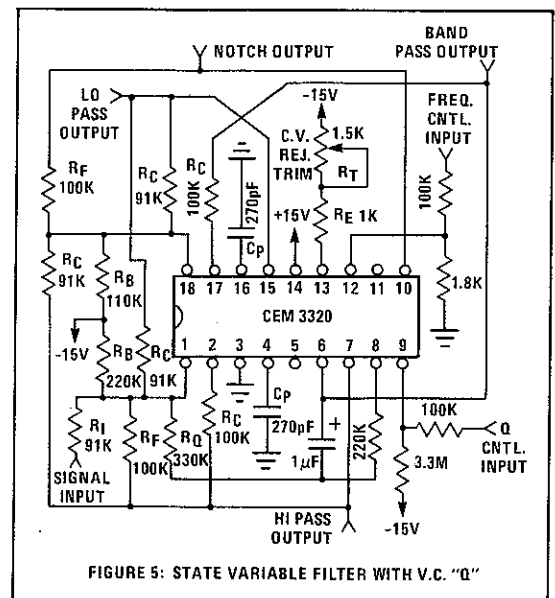 NOTCH OUTPUT
BAND
PASS OUTPUT
LO
PASS
OUTPUT
-15V
FREQ.
CNTL.
INPUT
C.V.
REJ.
TRIM
1.5K
RT
RF
100K
RC
91K
RC
100K
270pF
CP
+15V
RE 1K
100K
1.8K
RC
91K
RB
110K
18 17 16 15 14 13 12 11 10
CEM 3320
1 2 3 4 5 6 7 8 9
-15V
RB
220K
RC
91K
RI
91K
SIGNAL
INPUT
RF
100K
RQ
330K
RC
100K
CP
270pF
+
1µF
220K
100K
Q
CNTL.
INPUT
3.3M
-15V
HI PASS
OUTPUT
FIGURE 5: STATE VARIABLE FILTER WITH V.C. "Q"